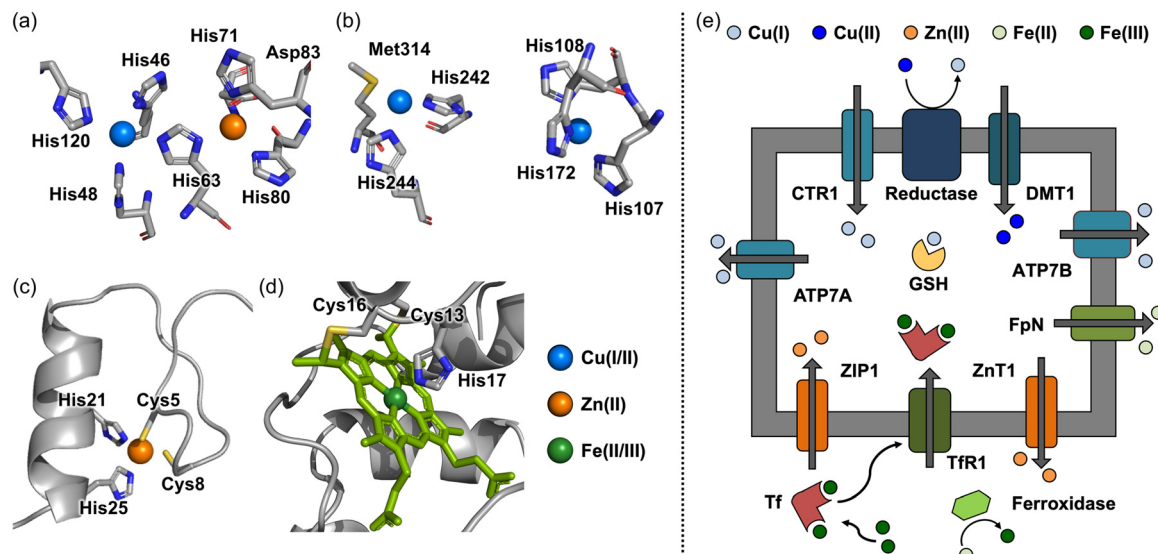 (a)
His71
Asp83
His46
His120
His48
His63
His80
(b)
Met314
His242
His108
His244
His172
His107
(c)
His21
Cys5
His25
Cys8
(d)
Cys16
Cys13
His17
Cu(I/II)
Zn(II)
Fe(II/III)
(e)
Cu(I) Cu(II) Zn(II) Fe(II) Fe(III)
CTR1
Reductase
DMT1
ATP7A
GSH
ATP7B
FpN
ZIP1
ZnT1
TfR1
Tf
Ferroxidase